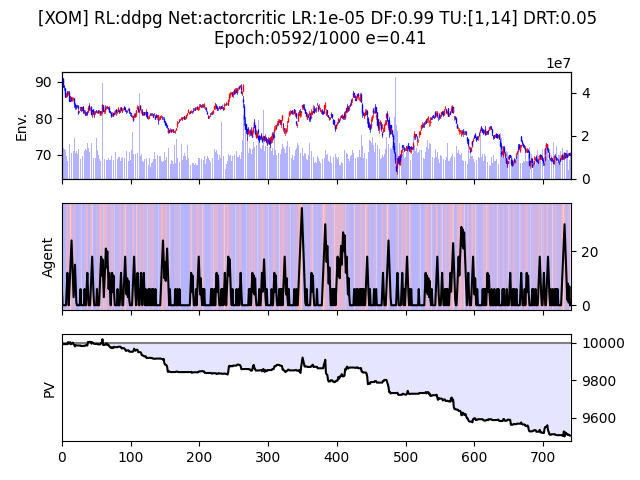 [XOM] RL:ddpg Net:actorcritic LR:1e-05 DF:0.99 TU:[1,14] DRT:0.05
Epoch:0592/1000 e=0.41
1e7
90
80
70
Env.
4
2
0
Agent
20
0
PV
10000
9800
9600
0 100 200 300 400 500 600 700